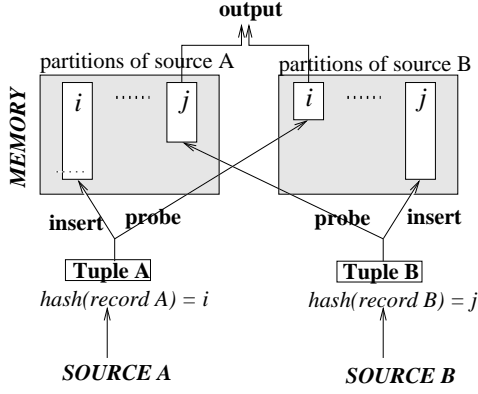 output
partitions of source A
partitions of source B
MEMORY
i ...... j
i ...... j
......
insert probe
probe insert
Tuple A
Tuple B
hash(record A) = i
hash(record B) = j
SOURCE A
SOURCE B